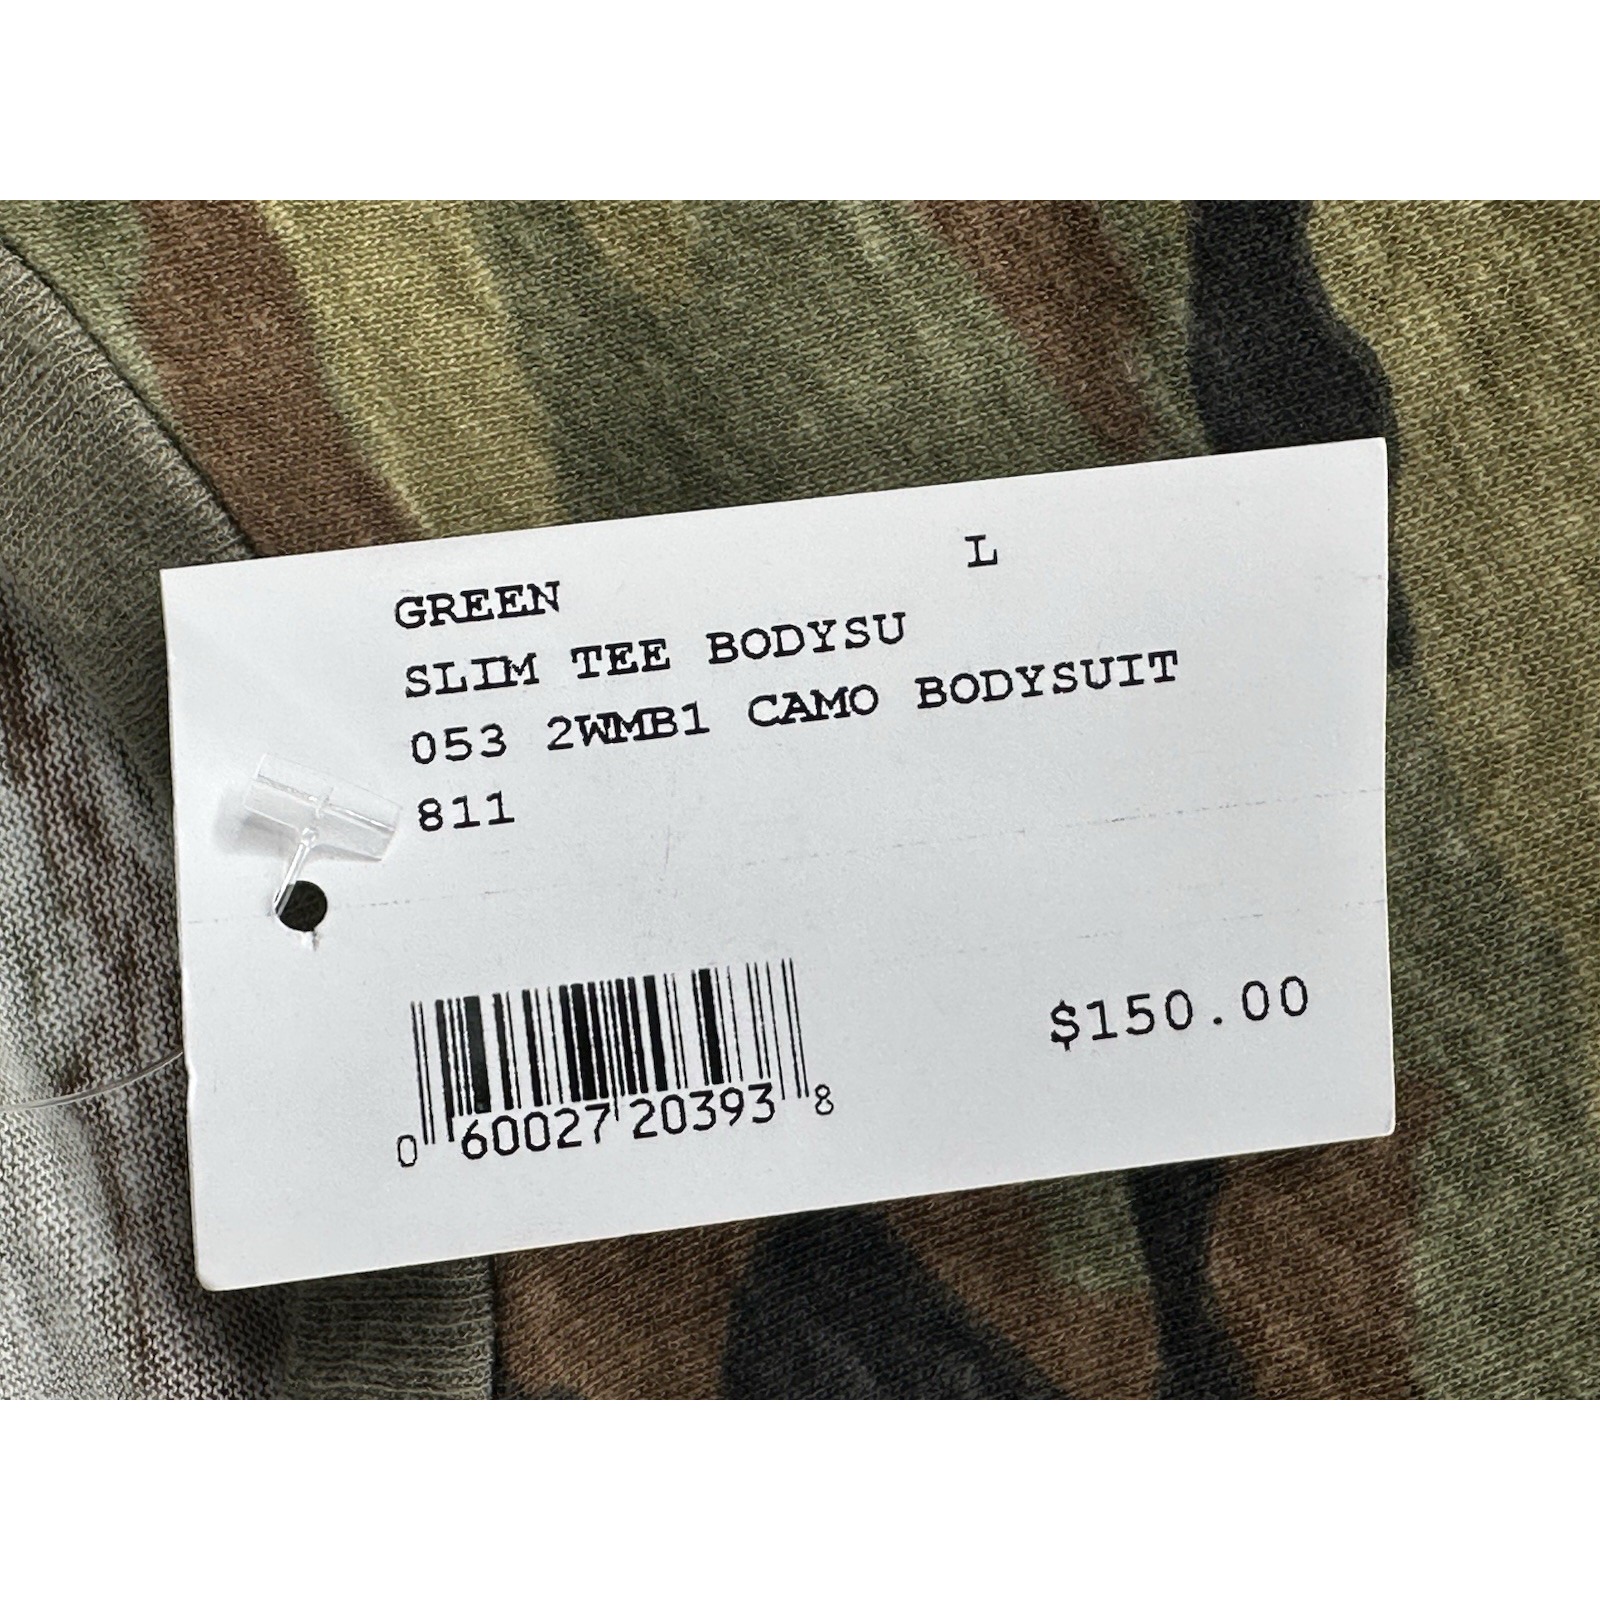 GREEN L
SLIM TEE BODYSU
053 2WMB1 CAMO BODYSUIT
811
$150.00
0 60027 20393 8